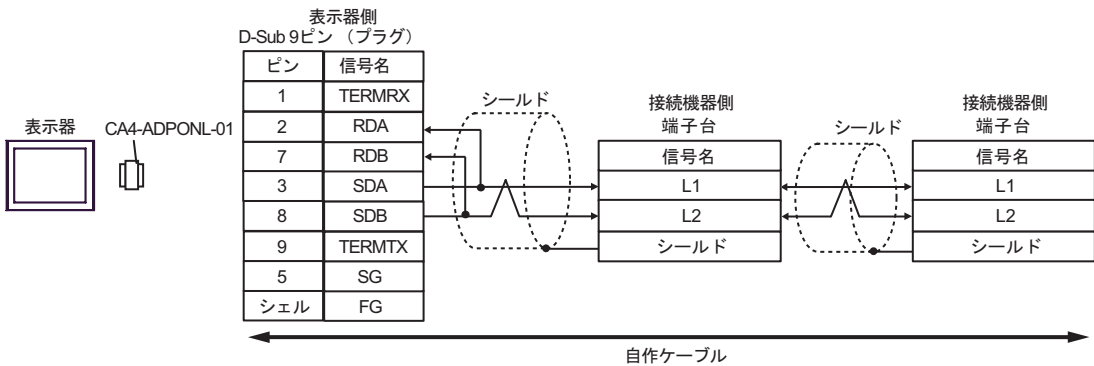 表示器
CA4-ADPONL-01
表示器側
D-Sub 9ピン （プラグ）
ピン 信号名
1 TERMRX
2 RDA
7 RDB
3 SDA
8 SDB
9 TERMTX
5 SG
シェル FG
シールド
接続機器側
端子台
信号名
L1
L2
シールド
シールド
接続機器側
端子台
信号名
L1
L2
シールド
自作ケーブル